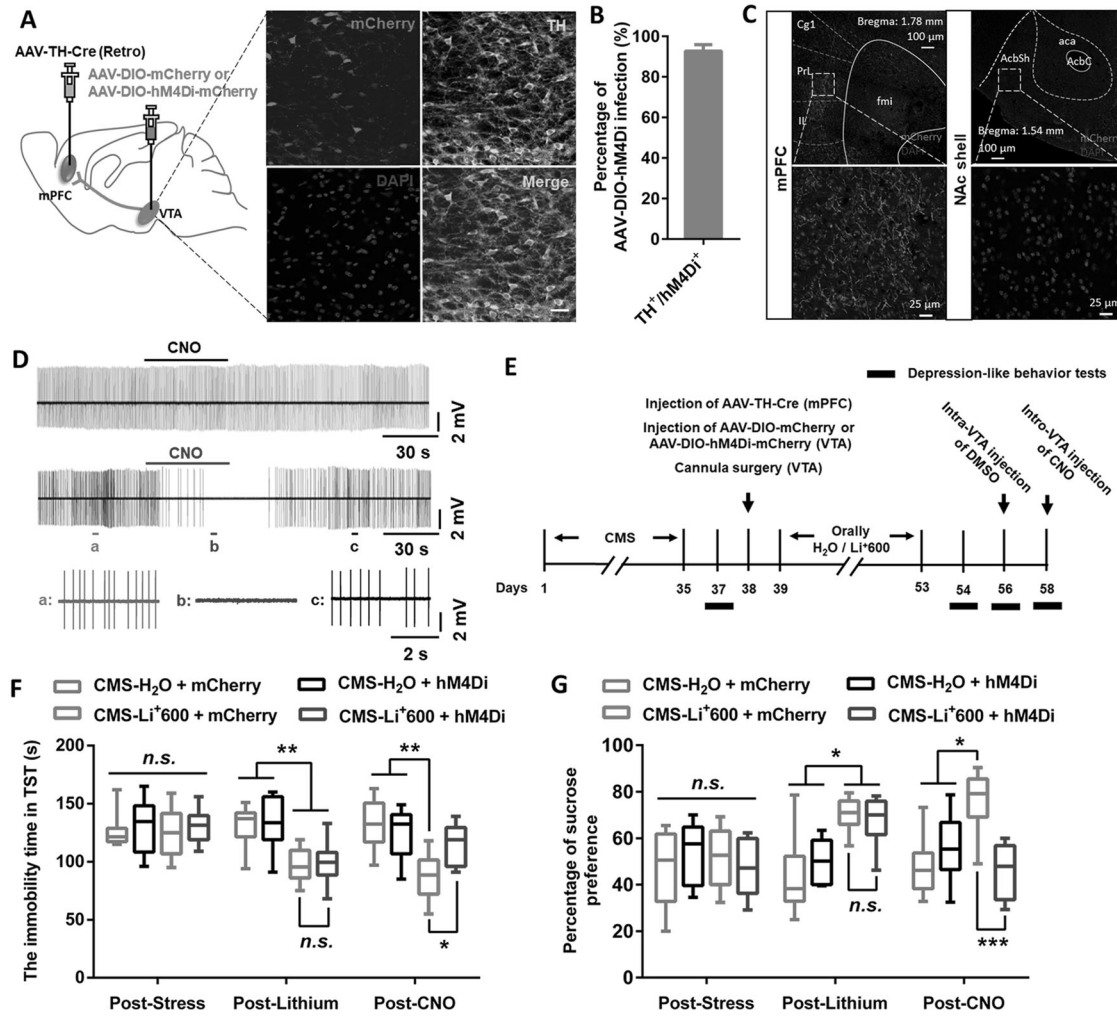 A
AAV-TH-Cre (Retro)
AAV-DIO-mCherry or
AAV-DIO-hM4Di-mCherry
mPFC
VTA
mCherry
TH
DAPI
Merge
B
Percentage of
AAV-DIO-hM4Di infection (%)
100
80
60
40
20
0
TH⁺/hM4Di⁺
C
mPFC
Cg1
PrL
IL
fmi
Bregma: 1.78 mm
100 µm
mCherry
DAPI
25 µm
NAc shell
aca
AcbC
AcbSh
Bregma: 1.54 mm
100 µm
mCherry
DAPI
25 µm
D
CNO
2 mV
30 s
CNO
a
b
c
2 mV
30 s
a:
b:
c:
2 mV
2 s
E
Depression-like behavior tests
Injection of AAV-TH-Cre (mPFC)
Injection of AAV-DIO-mCherry or
AAV-DIO-hM4Di-mCherry (VTA)
Cannula surgery (VTA)
Intra-VTA injection
of DMSO
Intro-VTA injection
of CNO
CMS
Orally
H₂O / Li⁺600
Days 1 35 37 38 39 53 54 56 58
F
CMS-H₂O + mCherry
CMS-H₂O + hM4Di
CMS-Li⁺600 + mCherry
CMS-Li⁺600 + hM4Di
The immobility time in TST (s)
200
150
100
50
0
n.s.
**
n.s.
**
*
Post-Stress Post-Lithium Post-CNO
G
CMS-H₂O + mCherry
CMS-H₂O + hM4Di
CMS-Li⁺600 + mCherry
CMS-Li⁺600 + hM4Di
Percentage of sucrose
preference
100
80
60
40
20
0
n.s.
*
n.s.
*
***
Post-Stress Post-Lithium Post-CNO